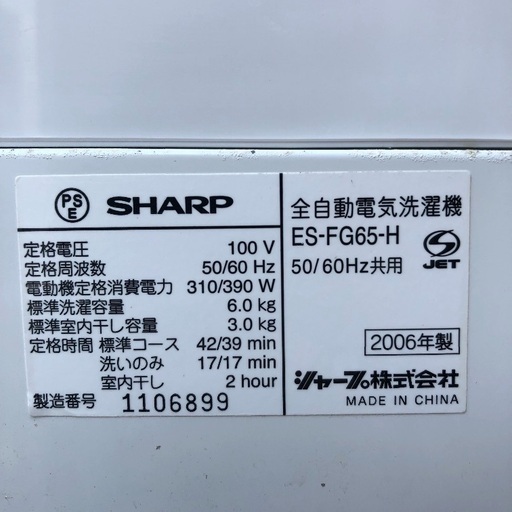 PS
E
SHARP
定格電圧 100 V
定格周波数 50/60 Hz
電動機定格消費電力 310/390 W
標準洗濯容量 6.0 kg
標準室内干し容量 3.0 kg
定格時間 標準コース 42/39 min
洗いのみ 17/17 min
室内干し 2 hour
製造番号 1106899
全自動電気洗濯機
ES-FG65-H
50/60Hz共用
JET
2006年製
シャープ株式会社
MADE IN CHINA